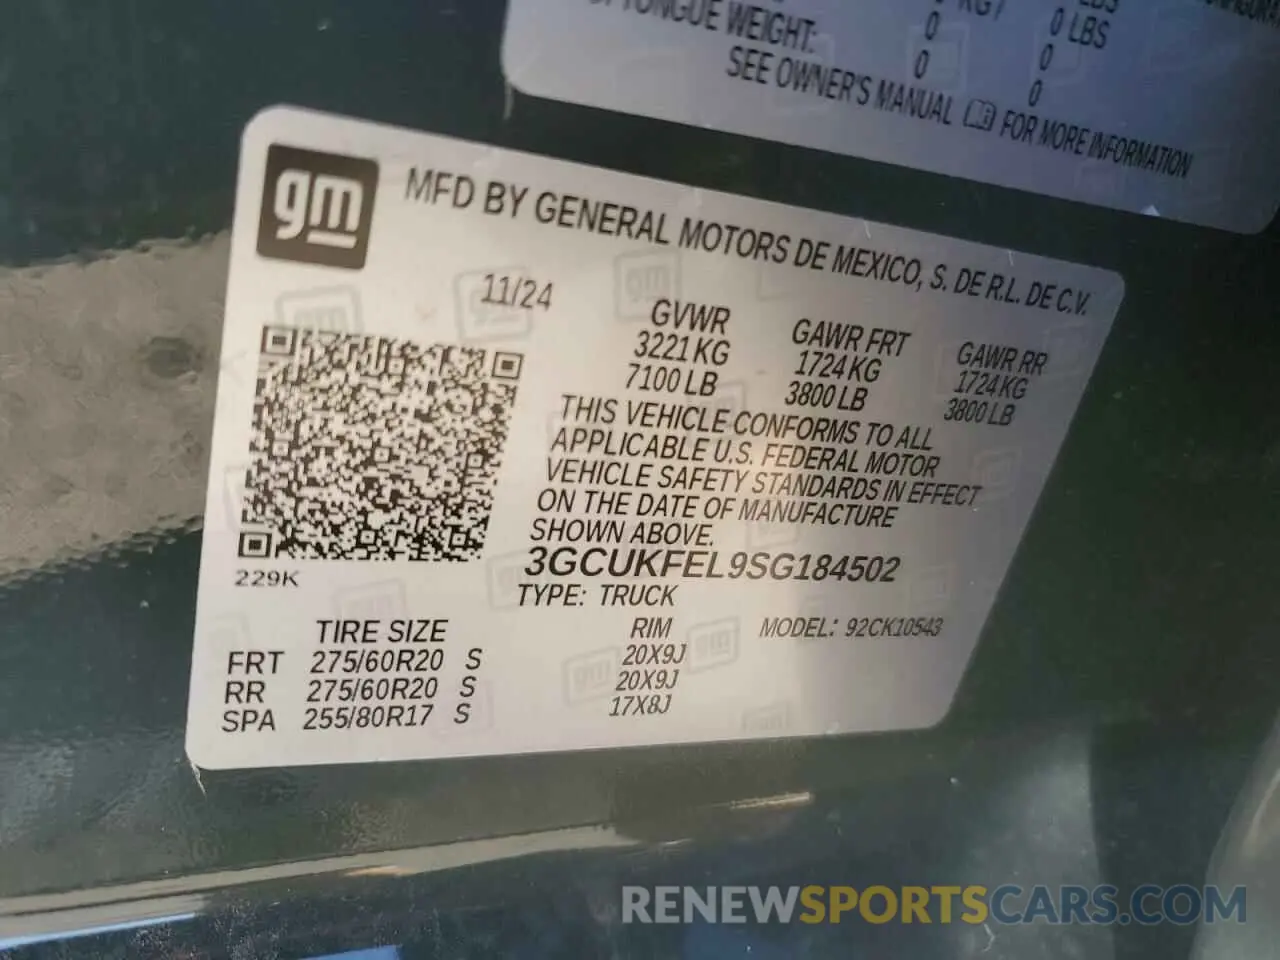 TONGUE WEIGHT:
0 LBS
0
0
0
0
SEE OWNER'S MANUAL FOR MORE INFORMATION
gm
MFD BY GENERAL MOTORS DE MEXICO, S. DE R.L. DE C.V.
11/24
GVWR GAWR FRT GAWR RR
3221 KG 1724 KG 1724 KG
7100 LB 3800 LB 3800 LB
THIS VEHICLE CONFORMS TO ALL
APPLICABLE U.S. FEDERAL MOTOR
VEHICLE SAFETY STANDARDS IN EFFECT
ON THE DATE OF MANUFACTURE
SHOWN ABOVE.
3GCUKFEL9SG184502
229K
TYPE: TRUCK
TIRE SIZE RIM MODEL: 92CK10543
FRT 275/60R20 S 20X9J
RR 275/60R20 S 20X9J
SPA 255/80R17 S 17X8J
RENEWSPORTSCARS.COM